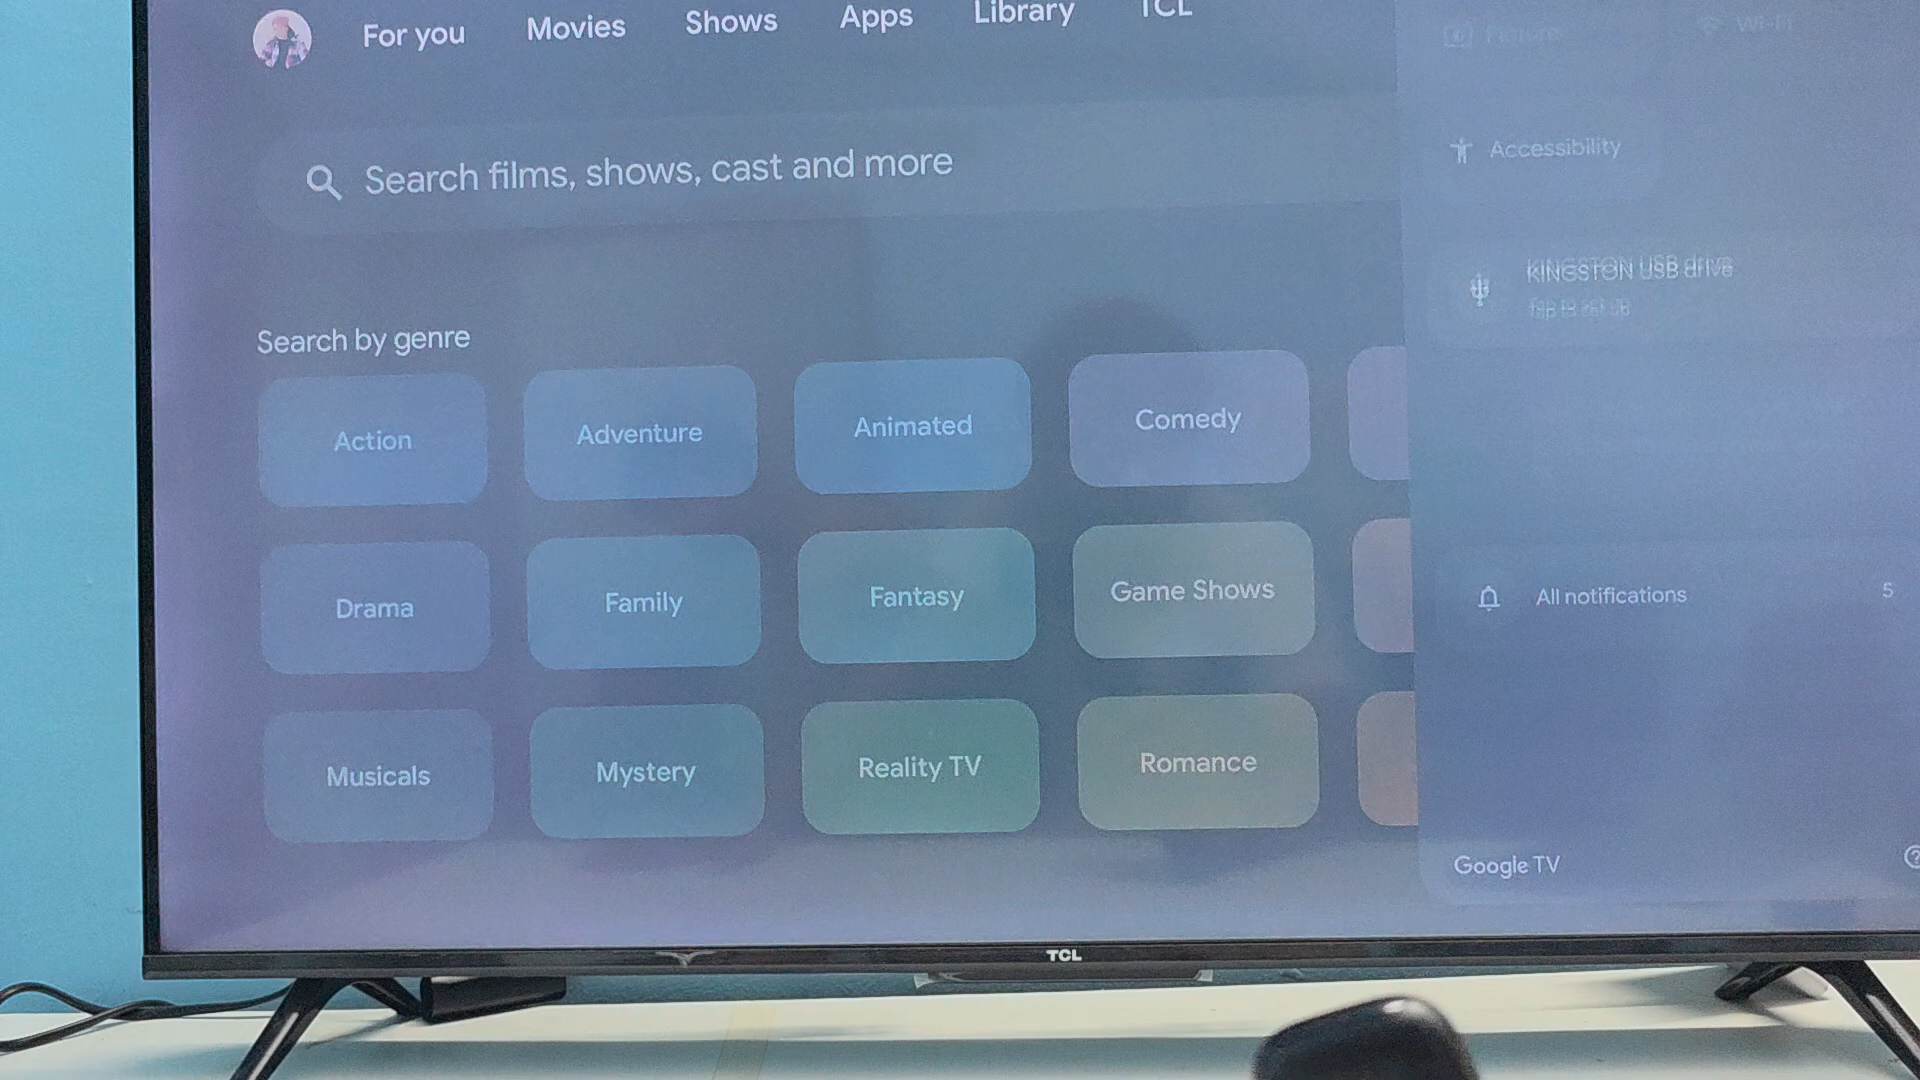 For you Movies Shows Apps Library TCL
Wi-Fi
Search films, shows, cast and more
Accessibility
KINGSTON USB drive
Search by genre
Action Adventure Animated Comedy
Drama Family Fantasy Game Shows
All notifications 5
Musicals Mystery Reality TV Romance
Google TV
TCL